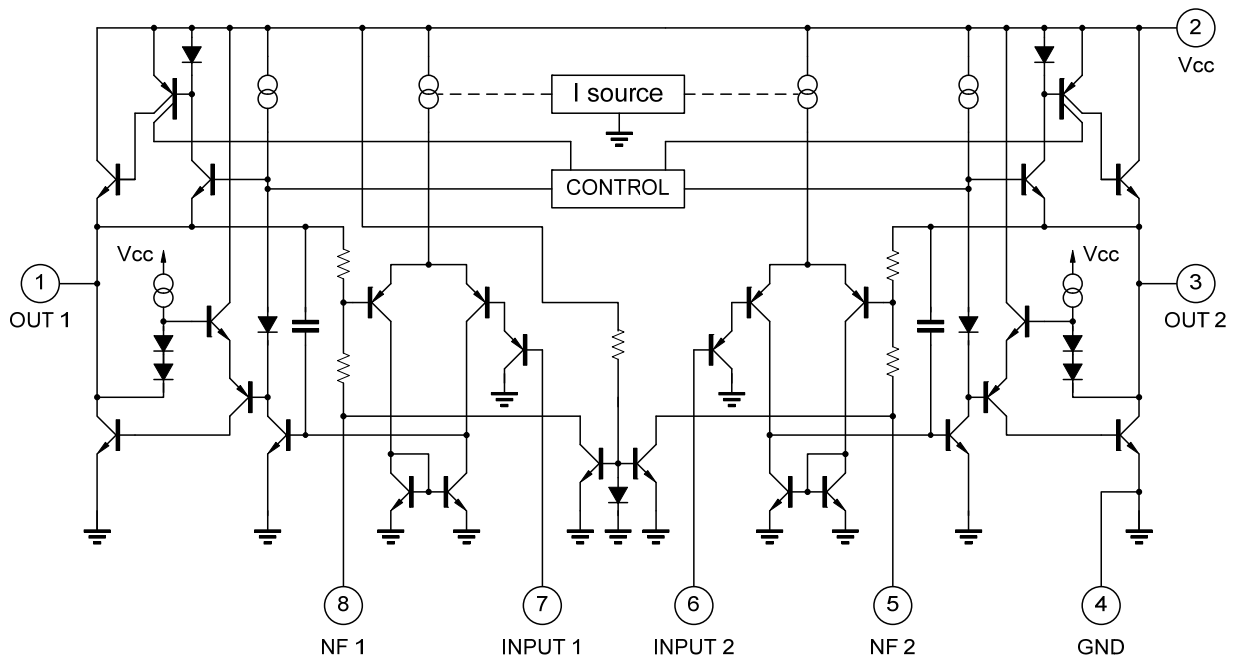 2
Vcc
I source
CONTROL
Vcc
Vcc
1
OUT 1
3
OUT 2
8
NF 1
7
INPUT 1
6
INPUT 2
5
NF 2
4
GND